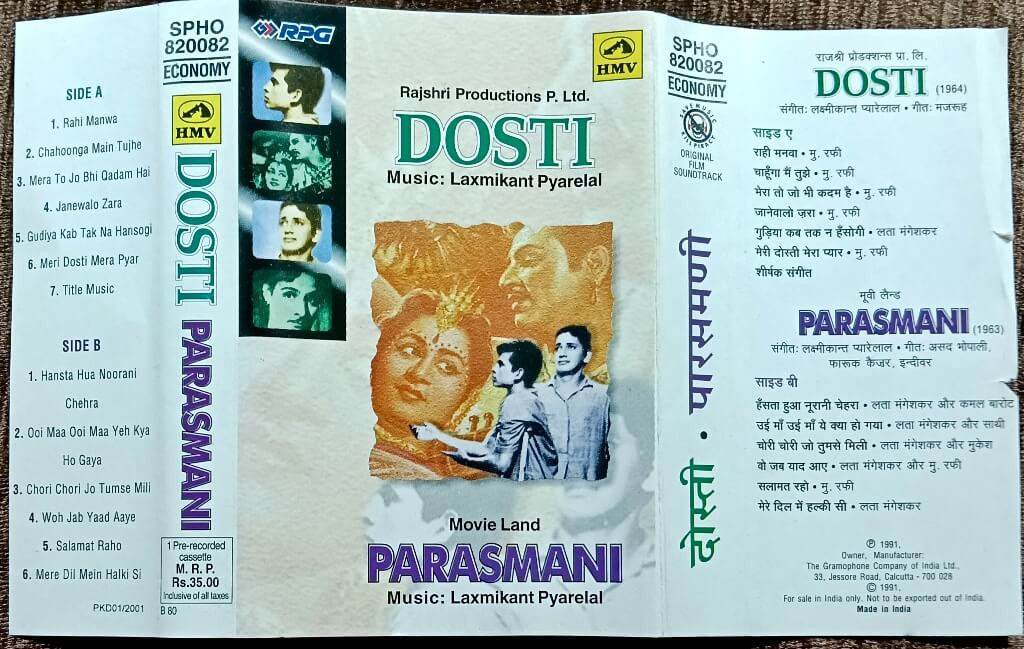 SIDE A
1. Rahi Manwa
2. Chahoonga Main Tujhe
3. Mera To Jo Bhi Qadam Hai
4. Janewalo Zara
5. Gudiya Kab Tak Na Hansogi
6. Meri Dosti Mera Pyar
7. Title Music
SIDE B
1. Hansta Hua Noorani
Chehra
2. Ooi Maa Ooi Maa Yeh Kya
Ho Gaya
3. Chori Chori Jo Tumse Mili
4. Woh Jab Yaad Aaye
5. Salamat Raho
6. Mere Dil Mein Halki Si
PKD01/2001
SPHO
820082
ECONOMY
HMV
DOSTI PARASMANI
1 Pre-recorded
cassette
M. R. P.
Rs.35.00
Inclusive of all taxes
B 80
RPG
HMV
Rajshri Productions P. Ltd.
DOSTI
Music: Laxmikant Pyarelal
Movie Land
PARASMANI
Music: Laxmikant Pyarelal
SPHO
820082
ECONOMY
SAVE MUSIC
KILL PIRACY
ORIGINAL
FILM
SOUNDTRACK
दोस्ती • पारसमणी
राजश्री प्रोडक्शन्स प्रा. लि.
DOSTI (1964)
संगीतः लक्ष्मीकान्त प्यारेलाल • गीतः मजरूह
साइड ए
राही मनवा • मु. रफी
चाहूँगा मैं तुझे • मु. रफी
मेरा तो जो भी कदम है • मु. रफी
जानेवालो ज़रा • मु. रफी
गुड़िया कब तक न हँसोगी • लता मंगेशकर
मेरी दोस्ती मेरा प्यार • मु. रफी
शीर्षक संगीत
मूवी लैन्ड
PARASMANI (1963)
संगीतः लक्ष्मीकान्त प्यारेलाल • गीतः असद भोपाली,
फारूक कैज़र, इन्दीवर
साइड बी
हँसता हुआ नूरानी चेहरा • लता मंगेशकर और कमल बारोट
उई माँ उई माँ ये क्या हो गया • लता मंगेशकर और साथी
चोरी चोरी जो तुमसे मिली • लता मंगेशकर और मुकेश
वो जब याद आए • लता मंगेशकर और मु. रफी
सलामत रहो • मु. रफी
मेरे दिल में हल्की सी • लता मंगेशकर
℗ 1991,
Owner, Manufacturer:
The Gramophone Company of India Ltd.,
33, Jessore Road, Calcutta - 700 028
© 1991,
For sale in India only. Not to be exported out of India.
Made in India